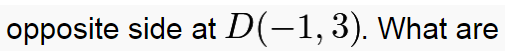 opposite side at D(−1, 3). What are